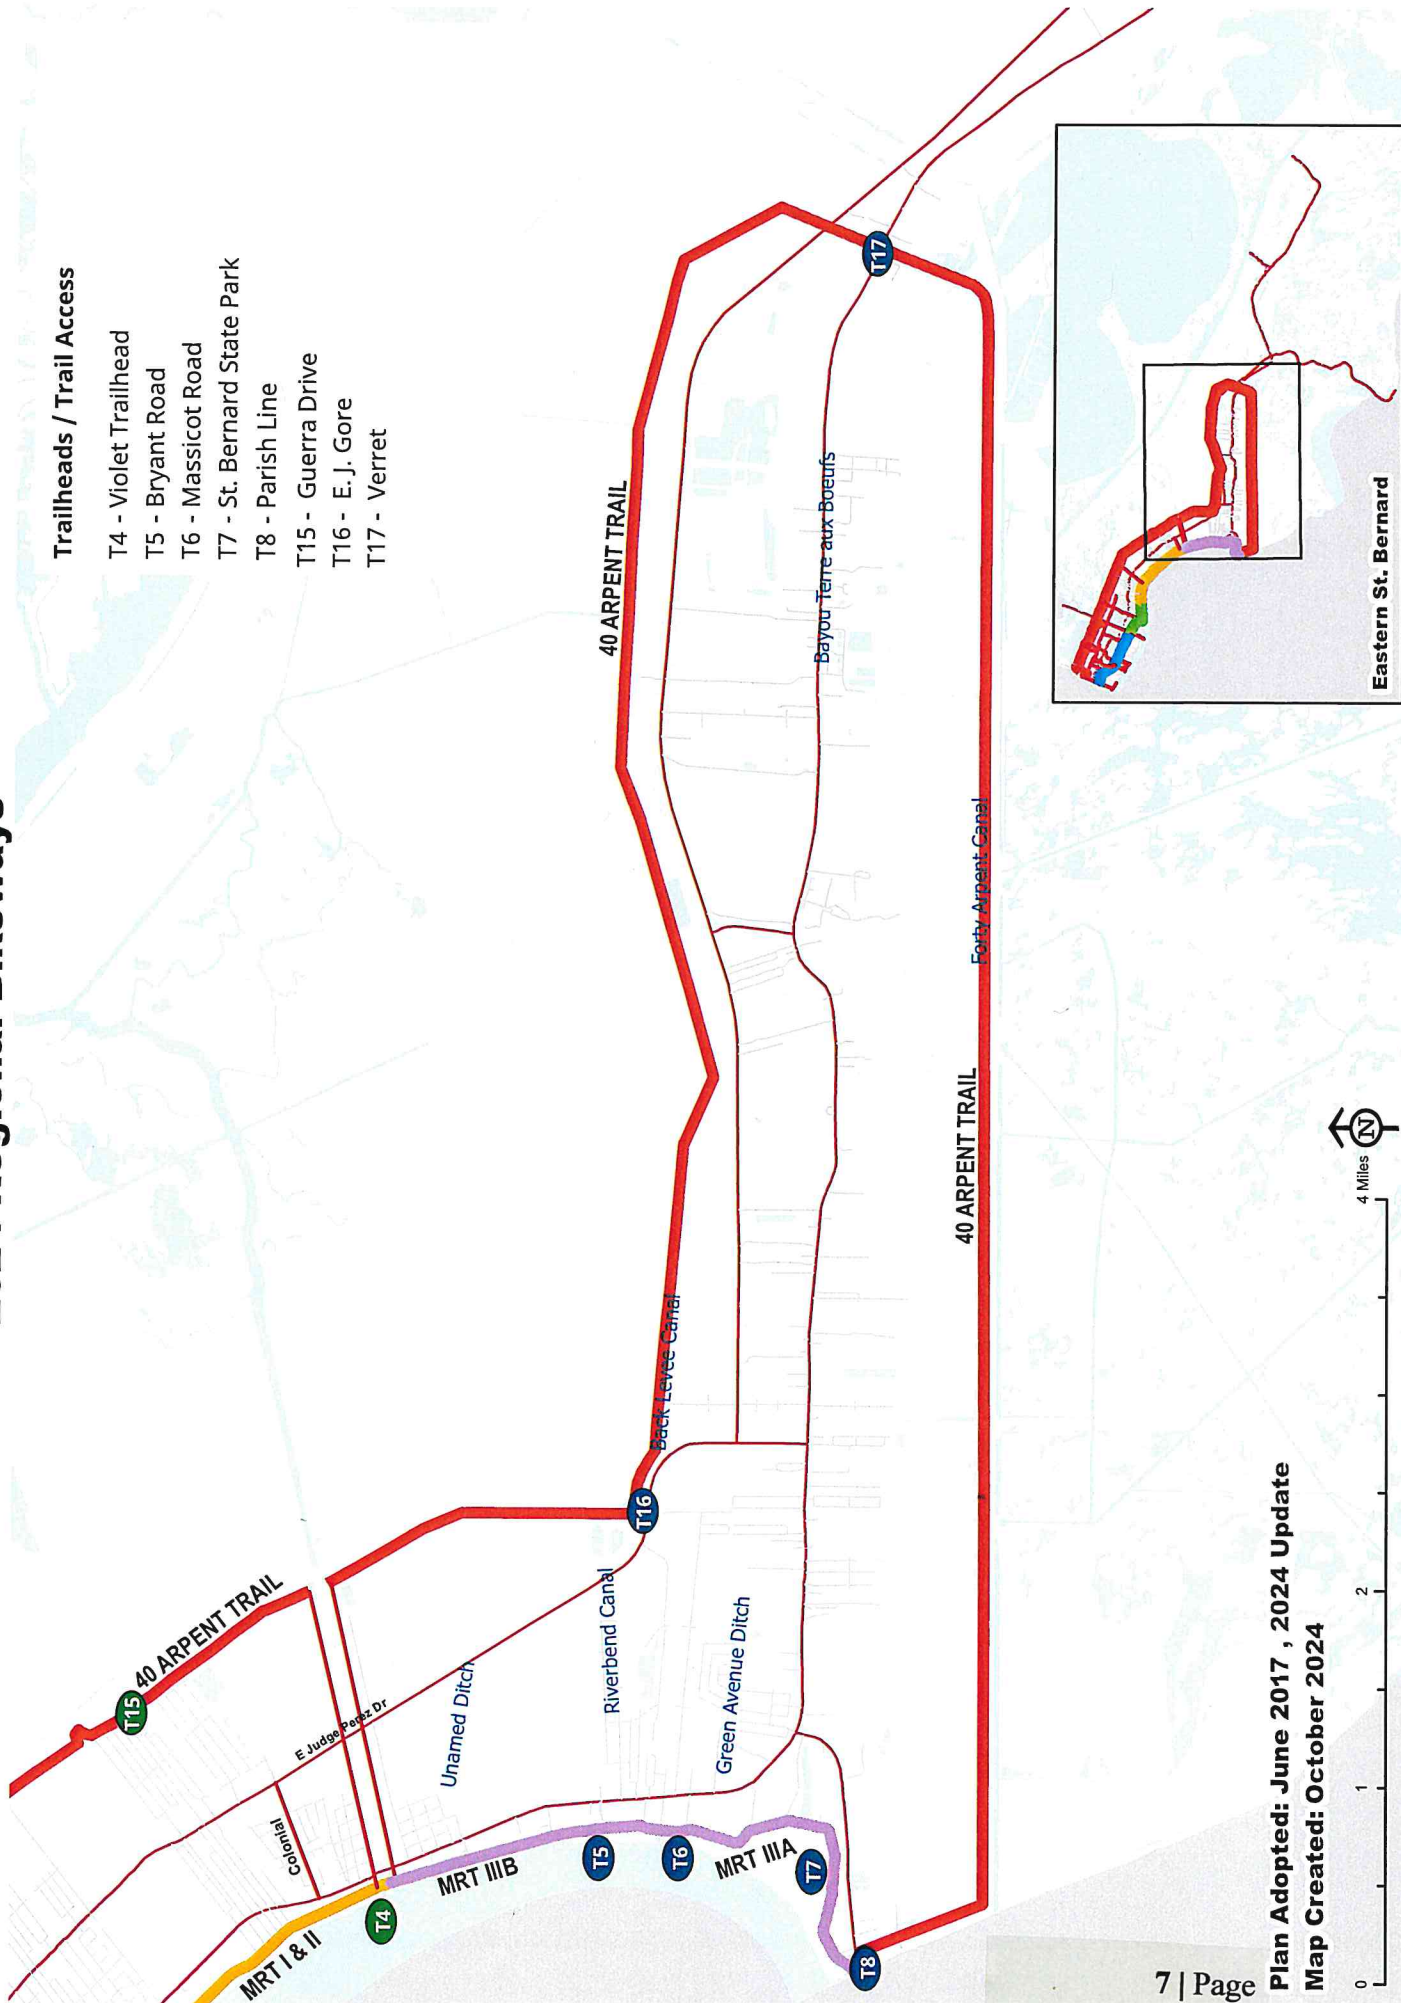 2024 Regional Bikeways
Trailheads / Trail Access
T4 - Violet Trailhead
T5 - Bryant Road
T6 - Massicot Road
T7 - St. Bernard State Park
T8 - Parish Line
T15 - Guerra Drive
T16 - E. J. Gore
T17 - Verret
T15
40 ARPENT TRAIL
E Judge Perez Dr
Colonial
MRT I & II
T4
MRT IIIB
Unamed Ditch
T16
Riverbend Canal
T5
T6
Green Avenue Ditch
MRT IIIA
T7
T8
Back Levee Canal
40 ARPENT TRAIL
Bayou Terre aux Boeufs
T17
Forty Arpent Canal
40 ARPENT TRAIL
Eastern St. Bernard
Plan Adopted: June 2017 , 2024 Update
Map Created: October 2024
0 1 2 4 Miles
N
7 | Page